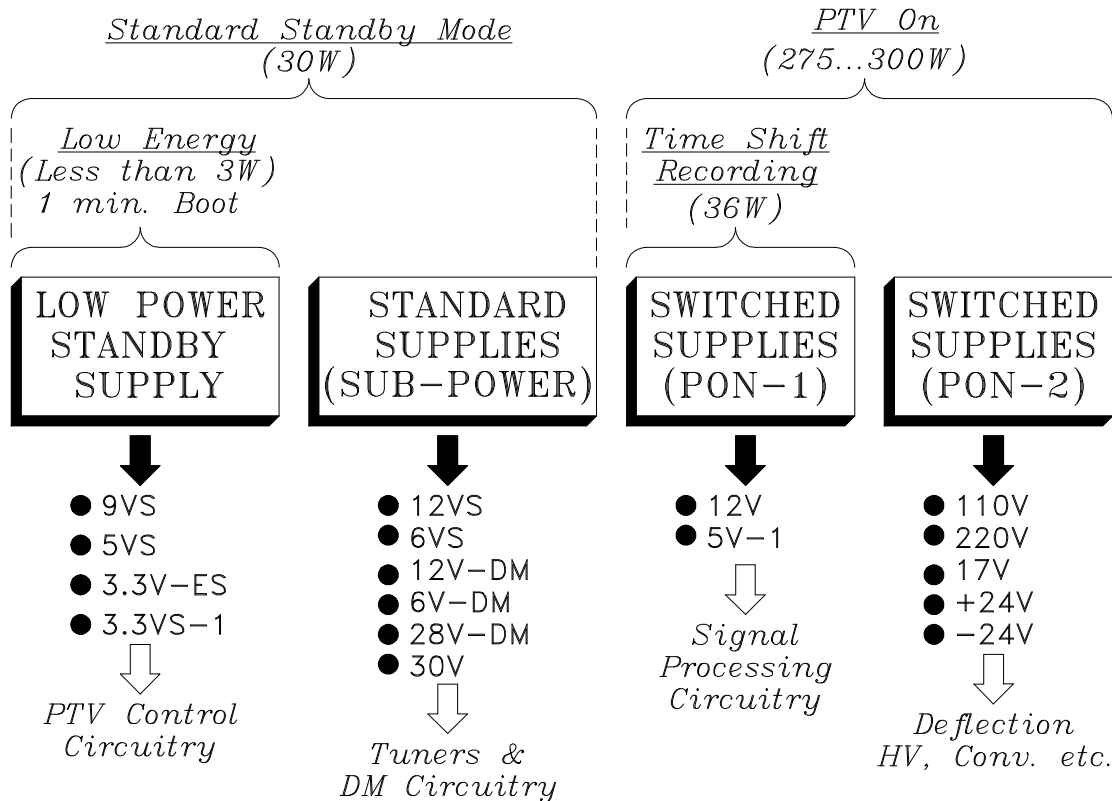 Standard Standby Mode
(30W)
PTV On
(275...300W)
Low Energy
(Less than 3W)
1 min. Boot
Time Shift
Recording
(36W)
LOW POWER
STANDBY
SUPPLY
STANDARD
SUPPLIES
(SUB-POWER)
SWITCHED
SUPPLIES
(PON-1)
SWITCHED
SUPPLIES
(PON-2)
9VS
5VS
3.3V-ES
3.3VS-1
PTV Control
Circuitry
12VS
6VS
12V-DM
6V-DM
28V-DM
30V
Tuners &
DM Circuitry
12V
5V-1
Signal
Processing
Circuitry
110V
220V
17V
+24V
-24V
Deflection
HV, Conv. etc.